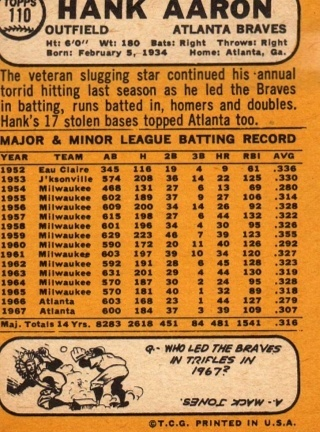 TOPPS
110
HANK AARON
OUTFIELD ATLANTA BRAVES
Ht: 6'0" Wt: 180 Bats: Right Throws: Right
Born: February 5, 1934 Home: Atlanta, Ga.
The veteran slugging star continued his annual
torrid hitting last season as he led the Braves
in batting, runs batted in, homers and doubles.
Hank's 17 stolen bases topped Atlanta too.
MAJOR & MINOR LEAGUE BATTING RECORD
YEAR TEAM AB H 2B 3B HR RBI AVG
1952 Eau Claire 345 116 19 4 9 61 .336
1953 J'ksonville 574 208 36 14 22 125 .330
1954 Milwaukee 468 131 27 6 13 69 .280
1955 Milwaukee 602 189 37 9 27 106 .314
1956 Milwaukee 609 200 34 14 26 92 .328
1957 Milwaukee 615 198 27 6 44 132 .322
1958 Milwaukee 601 196 34 4 30 95 .326
1959 Milwaukee 629 223 46 7 39 123 .355
1960 Milwaukee 590 172 20 11 40 126 .292
1961 Milwaukee 603 197 39 10 34 120 .327
1962 Milwaukee 592 191 28 6 45 128 .323
1963 Milwaukee 631 201 29 4 44 130 .319
1964 Milwaukee 570 187 30 2 24 95 .328
1965 Milwaukee 570 181 40 1 32 89 .318
1966 Atlanta 603 168 23 1 44 127 .279
1967 Atlanta 600 184 37 3 39 109 .307
Maj. Totals 14 Yrs. 8283 2618 451 84 481 1541 .316
Q- WHO LED THE BRAVES
IN TRIPLES IN
1967?
A- MACK JONES.
©T.C.G. PRINTED IN U.S.A.